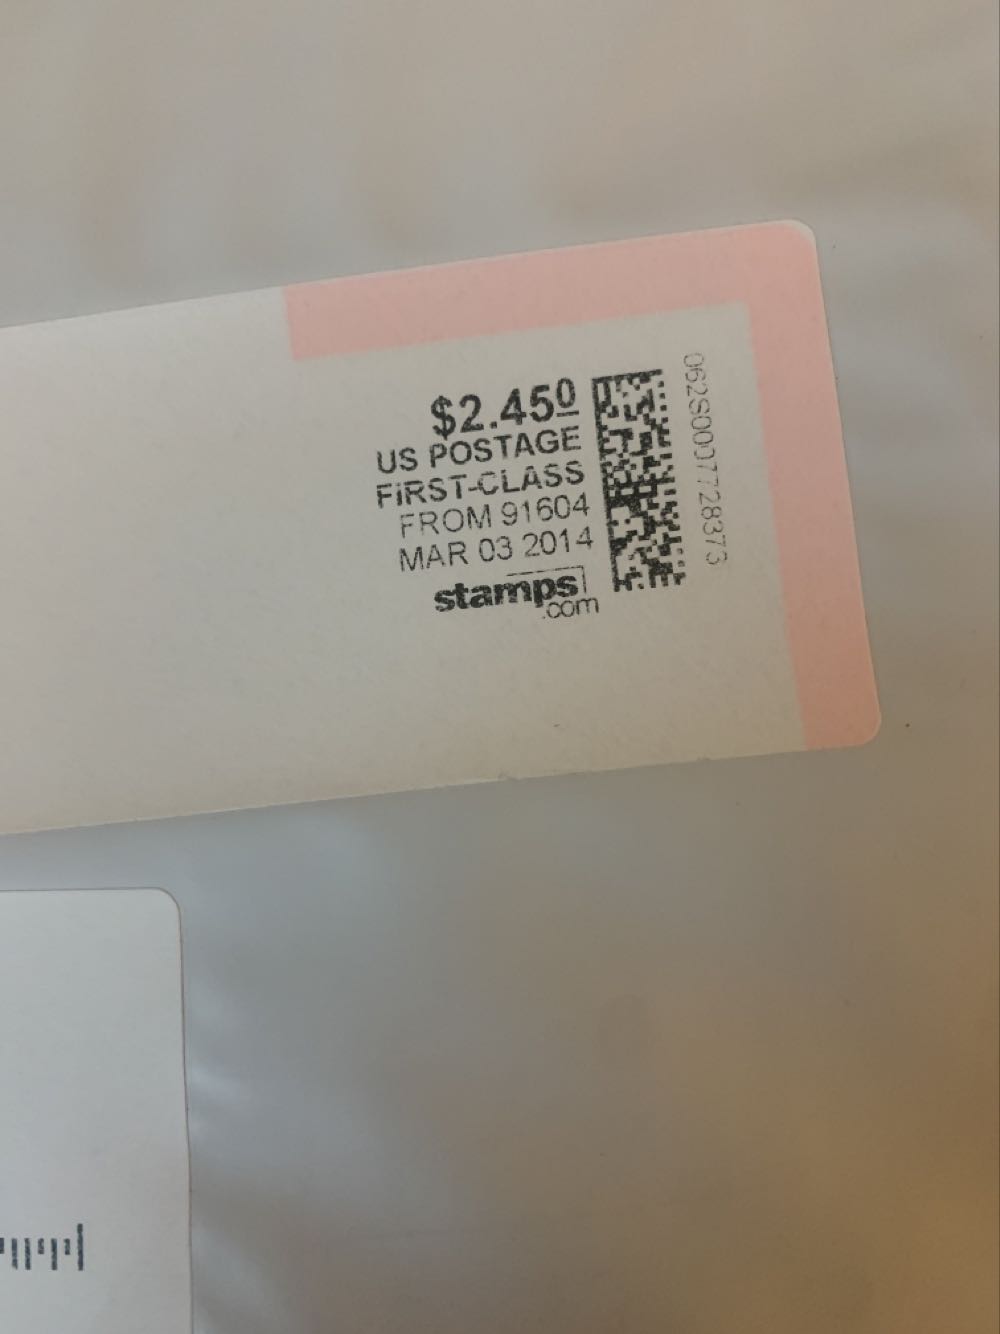 $2.450
US POSTAGE
FIRST-CLASS
FROM 91604
MAR 03 2014
stamps
.com
062S0007728373